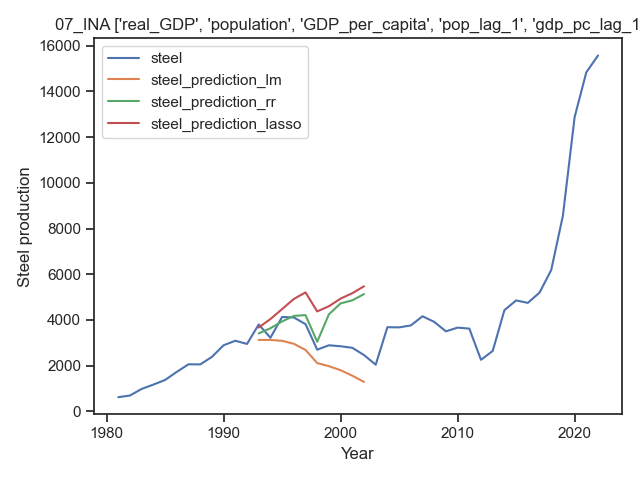 07_INA ['real_GDP', 'population', 'GDP_per_capita', 'pop_lag_1', 'gdp_pc_lag_1
16000
14000
12000
10000
8000
6000
4000
2000
0
Steel production
steel
steel_prediction_lm
steel_prediction_rr
steel_prediction_lasso
1980 1990 2000 2010 2020
Year